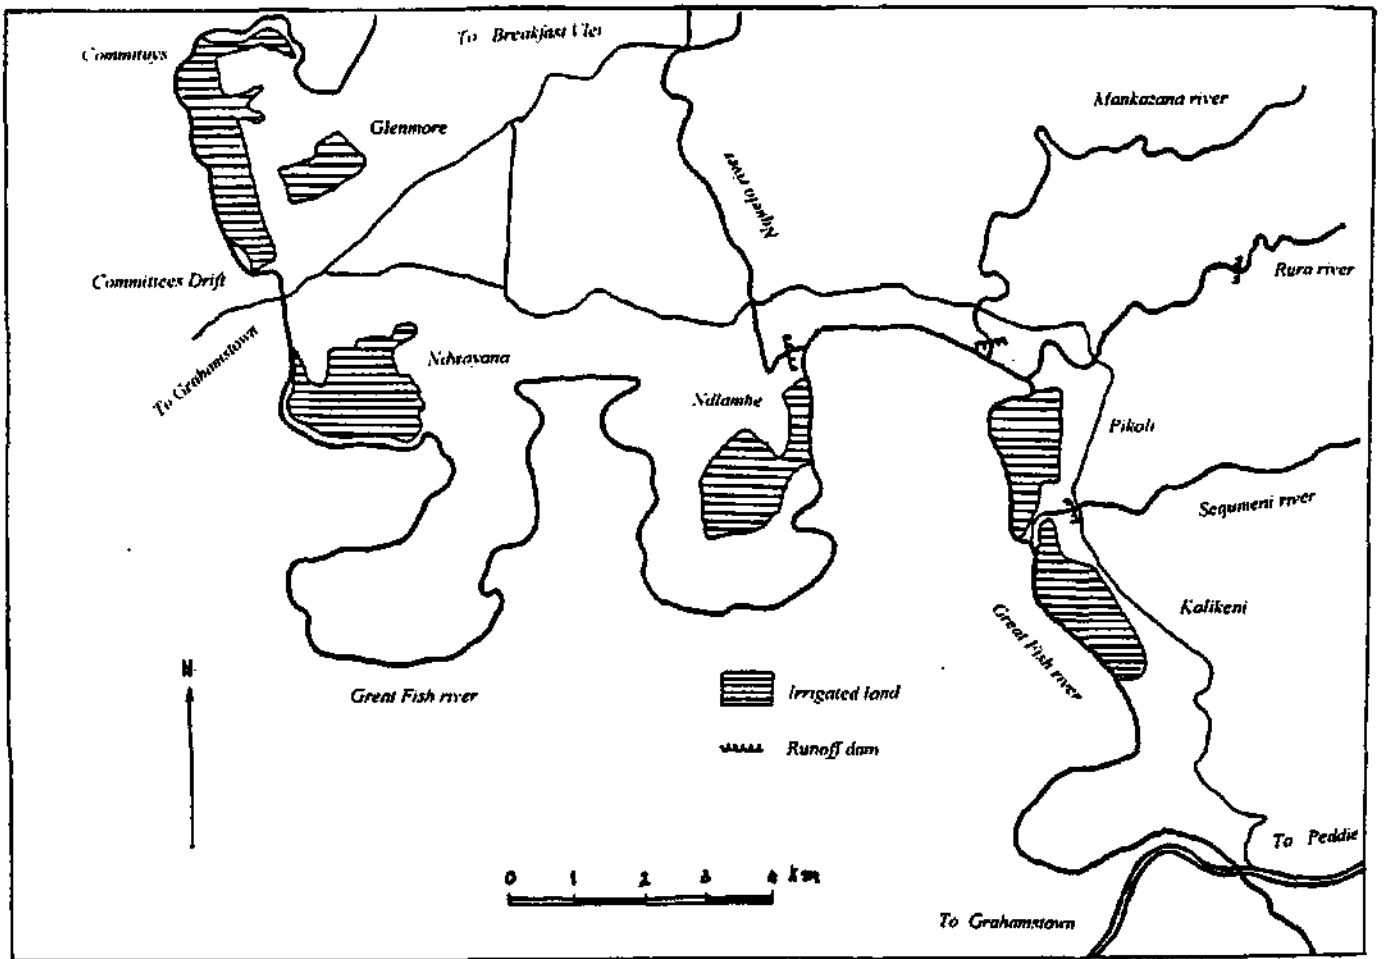 To Breakfast Vlei
Committys
Mankazana river
Glenmore
Nqwelo river
Rura river
Committees Drift
To Grahamstown
Ndwayana
Ndlambe
Pikoli
Sequmeni river
Kalikeni
Great Fish river
N
Great Fish river
Irrigated land
Runoff dam
To Peddie
0 1 2 3 4 km
To Grahamstown